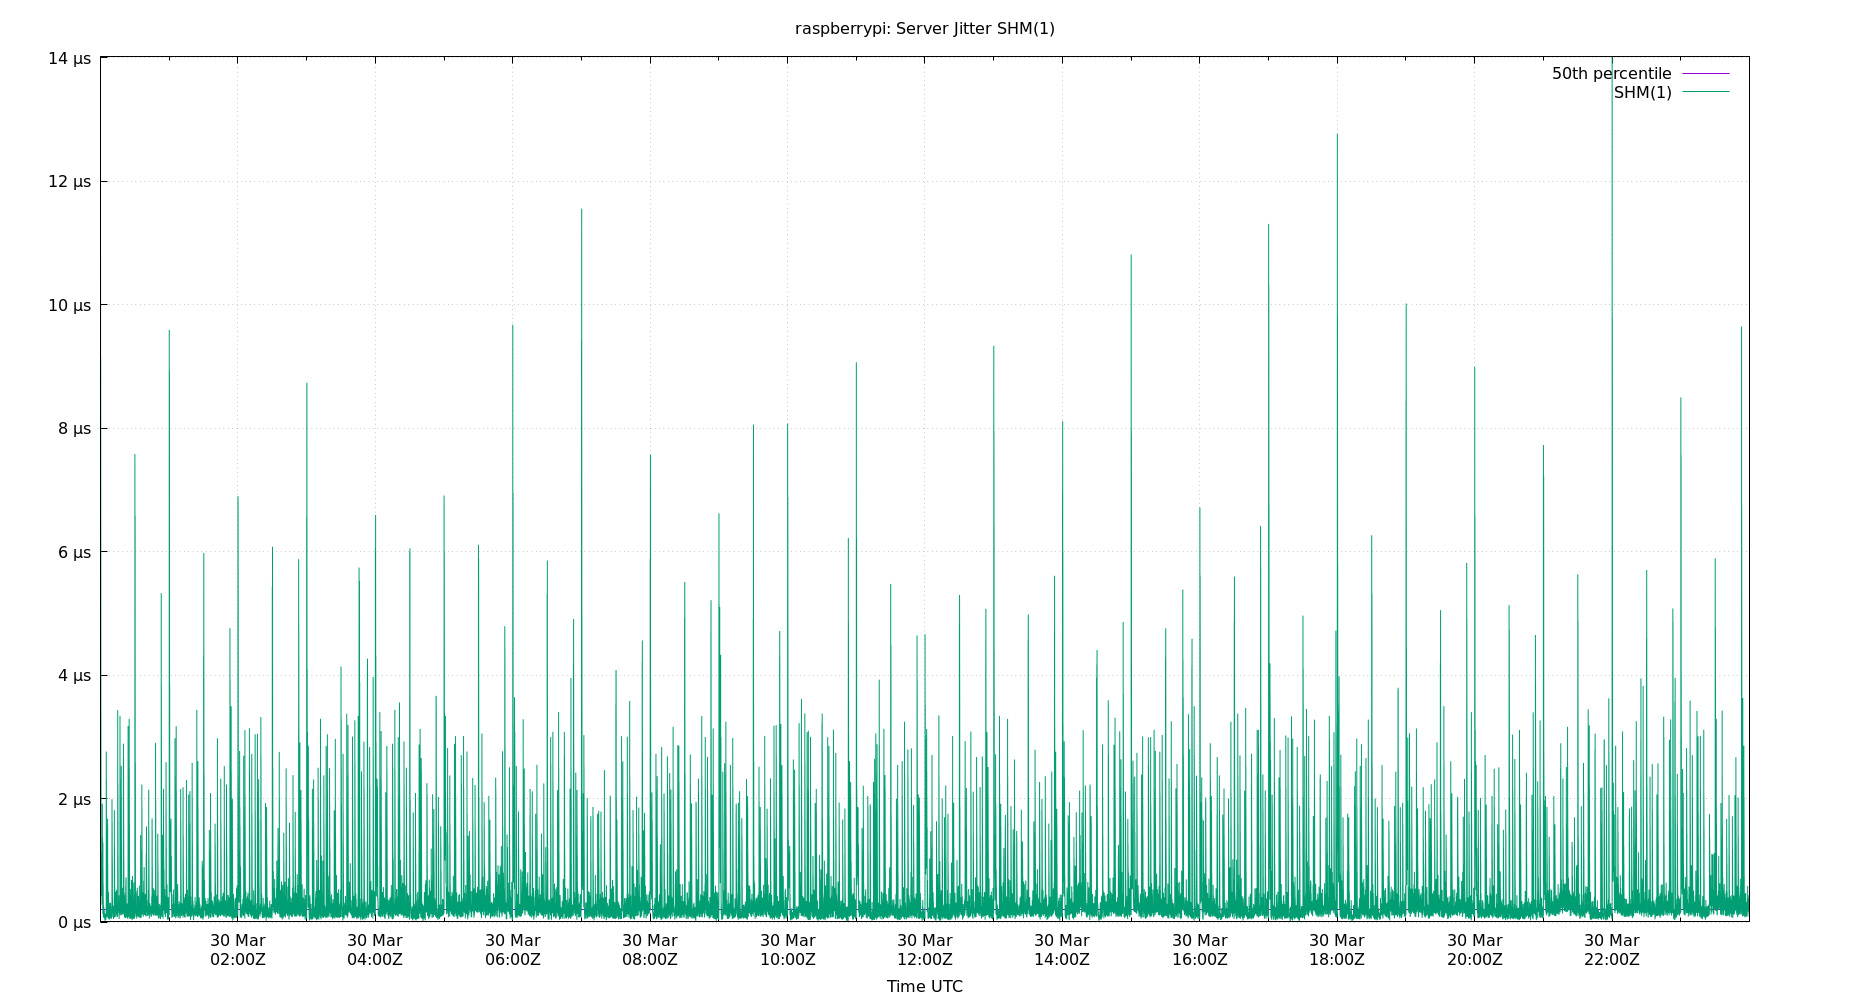 raspberrypi: Server Jitter SHM(1)
14 µs
12 µs
10 µs
8 µs
6 µs
4 µs
2 µs
0 µs
50th percentile
SHM(1)
30 Mar 30 Mar 30 Mar 30 Mar 30 Mar 30 Mar 30 Mar 30 Mar 30 Mar 30 Mar 30 Mar
02:00Z 04:00Z 06:00Z 08:00Z 10:00Z 12:00Z 14:00Z 16:00Z 18:00Z 20:00Z 22:00Z
Time UTC